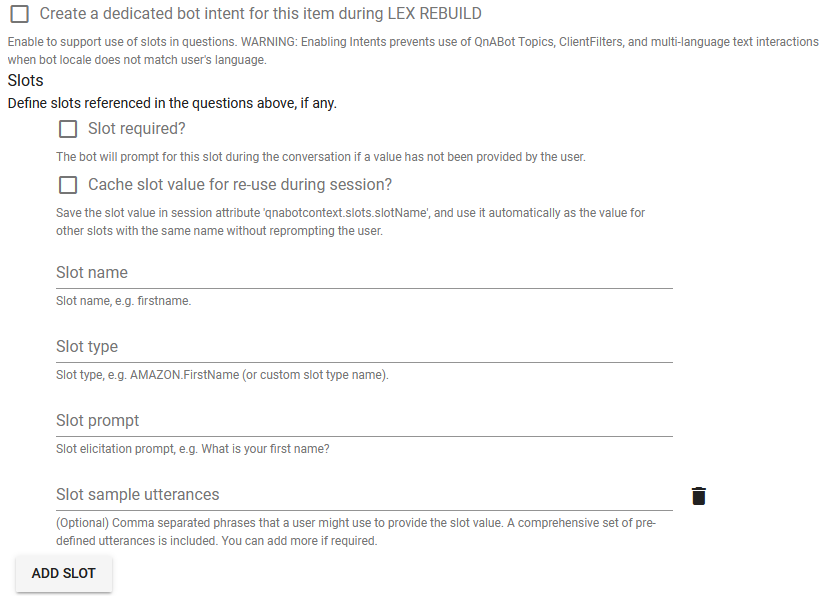 Create a dedicated bot intent for this item during LEX REBUILD
Enable to support use of slots in questions. WARNING: Enabling Intents prevents use of QnABot Topics, ClientFilters, and multi-language text interactions
when bot locale does not match user's language.
Slots
Define slots referenced in the questions above, if any.
Slot required?
The bot will prompt for this slot during the conversation if a value has not been provided by the user.
Cache slot value for re-use during session?
Save the slot value in session attribute 'qnabotcontext.slots.slotName', and use it automatically as the value for
other slots with the same name without reprompting the user.
Slot name
Slot name, e.g. firstname.
Slot type
Slot type, e.g. AMAZON.FirstName (or custom slot type name).
Slot prompt
Slot elicitation prompt, e.g. What is your first name?
Slot sample utterances
(Optional) Comma separated phrases that a user might use to provide the slot value. A comprehensive set of pre-
defined utterances is included. You can add more if required.
ADD SLOT